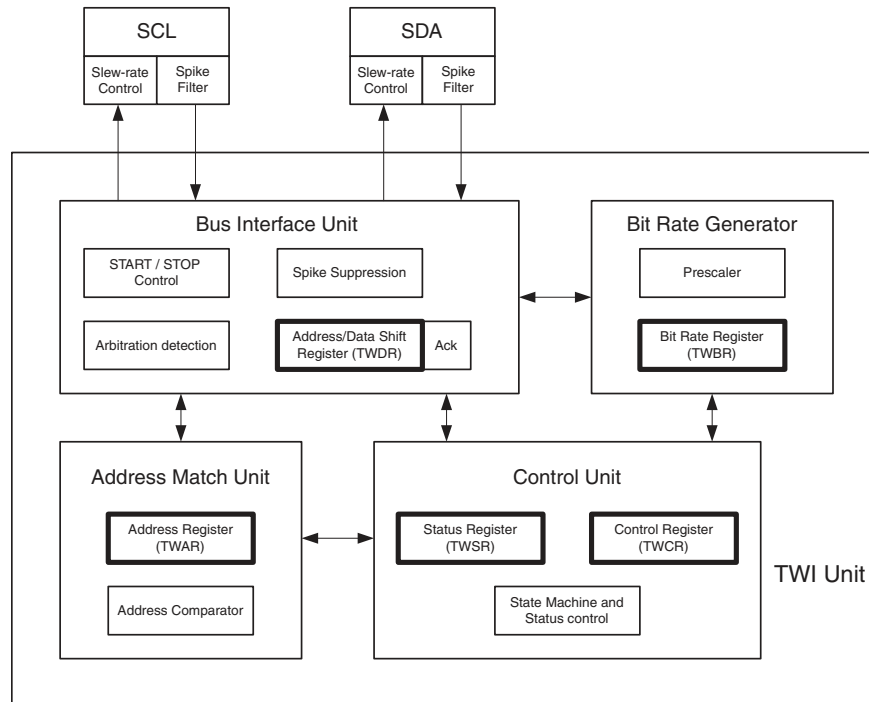 SCL
SDA
Slew-rate
Control
Spike
Filter
Slew-rate
Control
Spike
Filter
Bus Interface Unit
Bit Rate Generator
START / STOP
Control
Spike Suppression
Prescaler
Arbitration detection
Address/Data Shift
Register (TWDR)
Ack
Bit Rate Register
(TWBR)
Address Match Unit
Control Unit
Address Register
(TWAR)
Status Register
(TWSR)
Control Register
(TWCR)
TWI Unit
Address Comparator
State Machine and
Status control